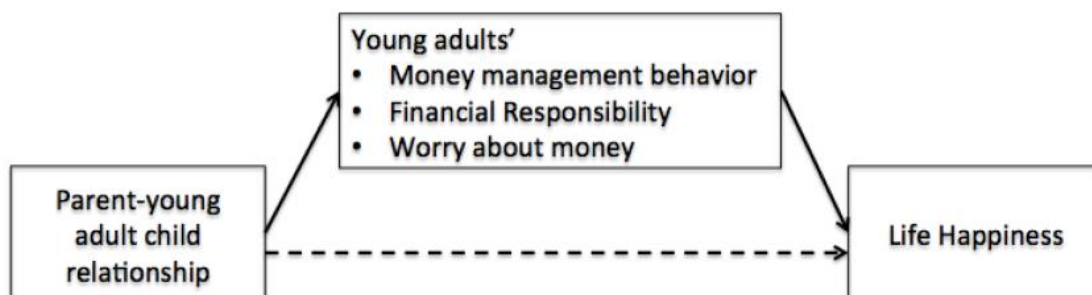 Young adults’
• Money management behavior
• Financial Responsibility
• Worry about money
Parent-young
adult child
relationship
Life Happiness